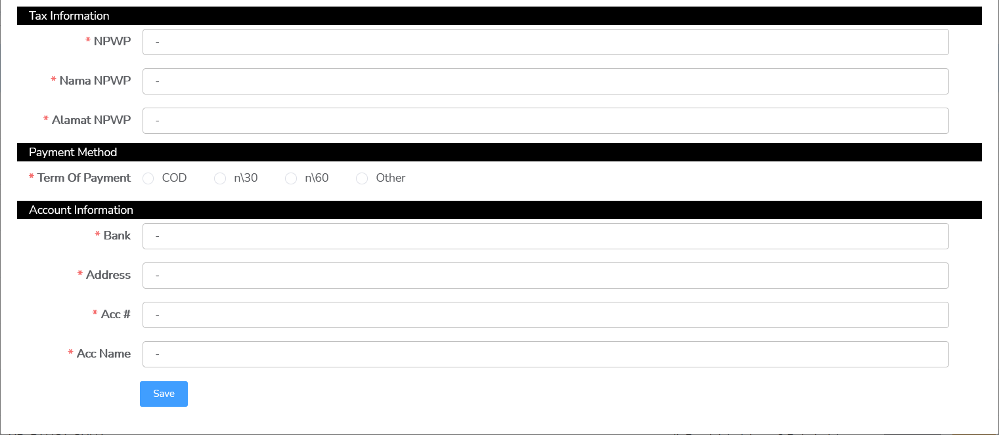 Tax Information
* NPWP -
* Nama NPWP -
* Alamat NPWP -
Payment Method
* Term Of Payment COD n\30 n\60 Other
Account Information
* Bank -
* Address -
* Acc # -
* Acc Name -
Save